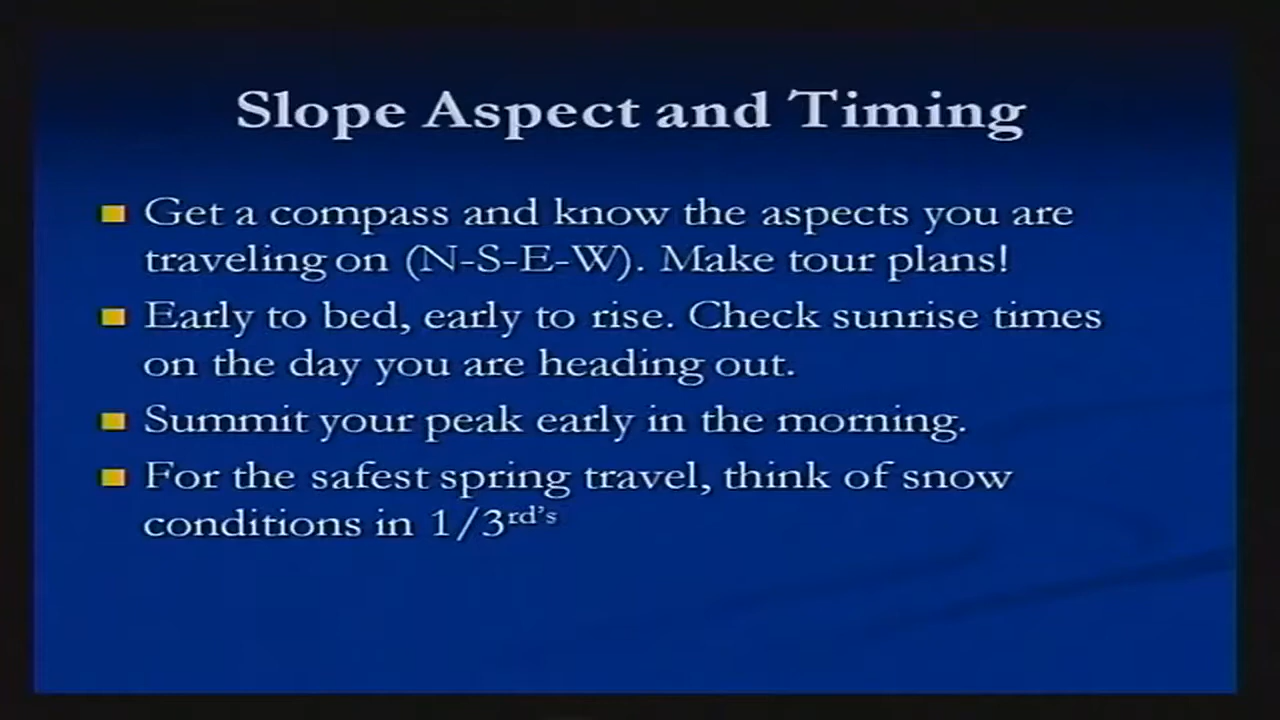 Slope Aspect and Timing
Get a compass and know the aspects you are
traveling on (N-S-E-W). Make tour plans!
Early to bed, early to rise. Check sunrise times
on the day you are heading out.
Summit your peak early in the morning.
For the safest spring travel, think of snow
conditions in 1/3rd's